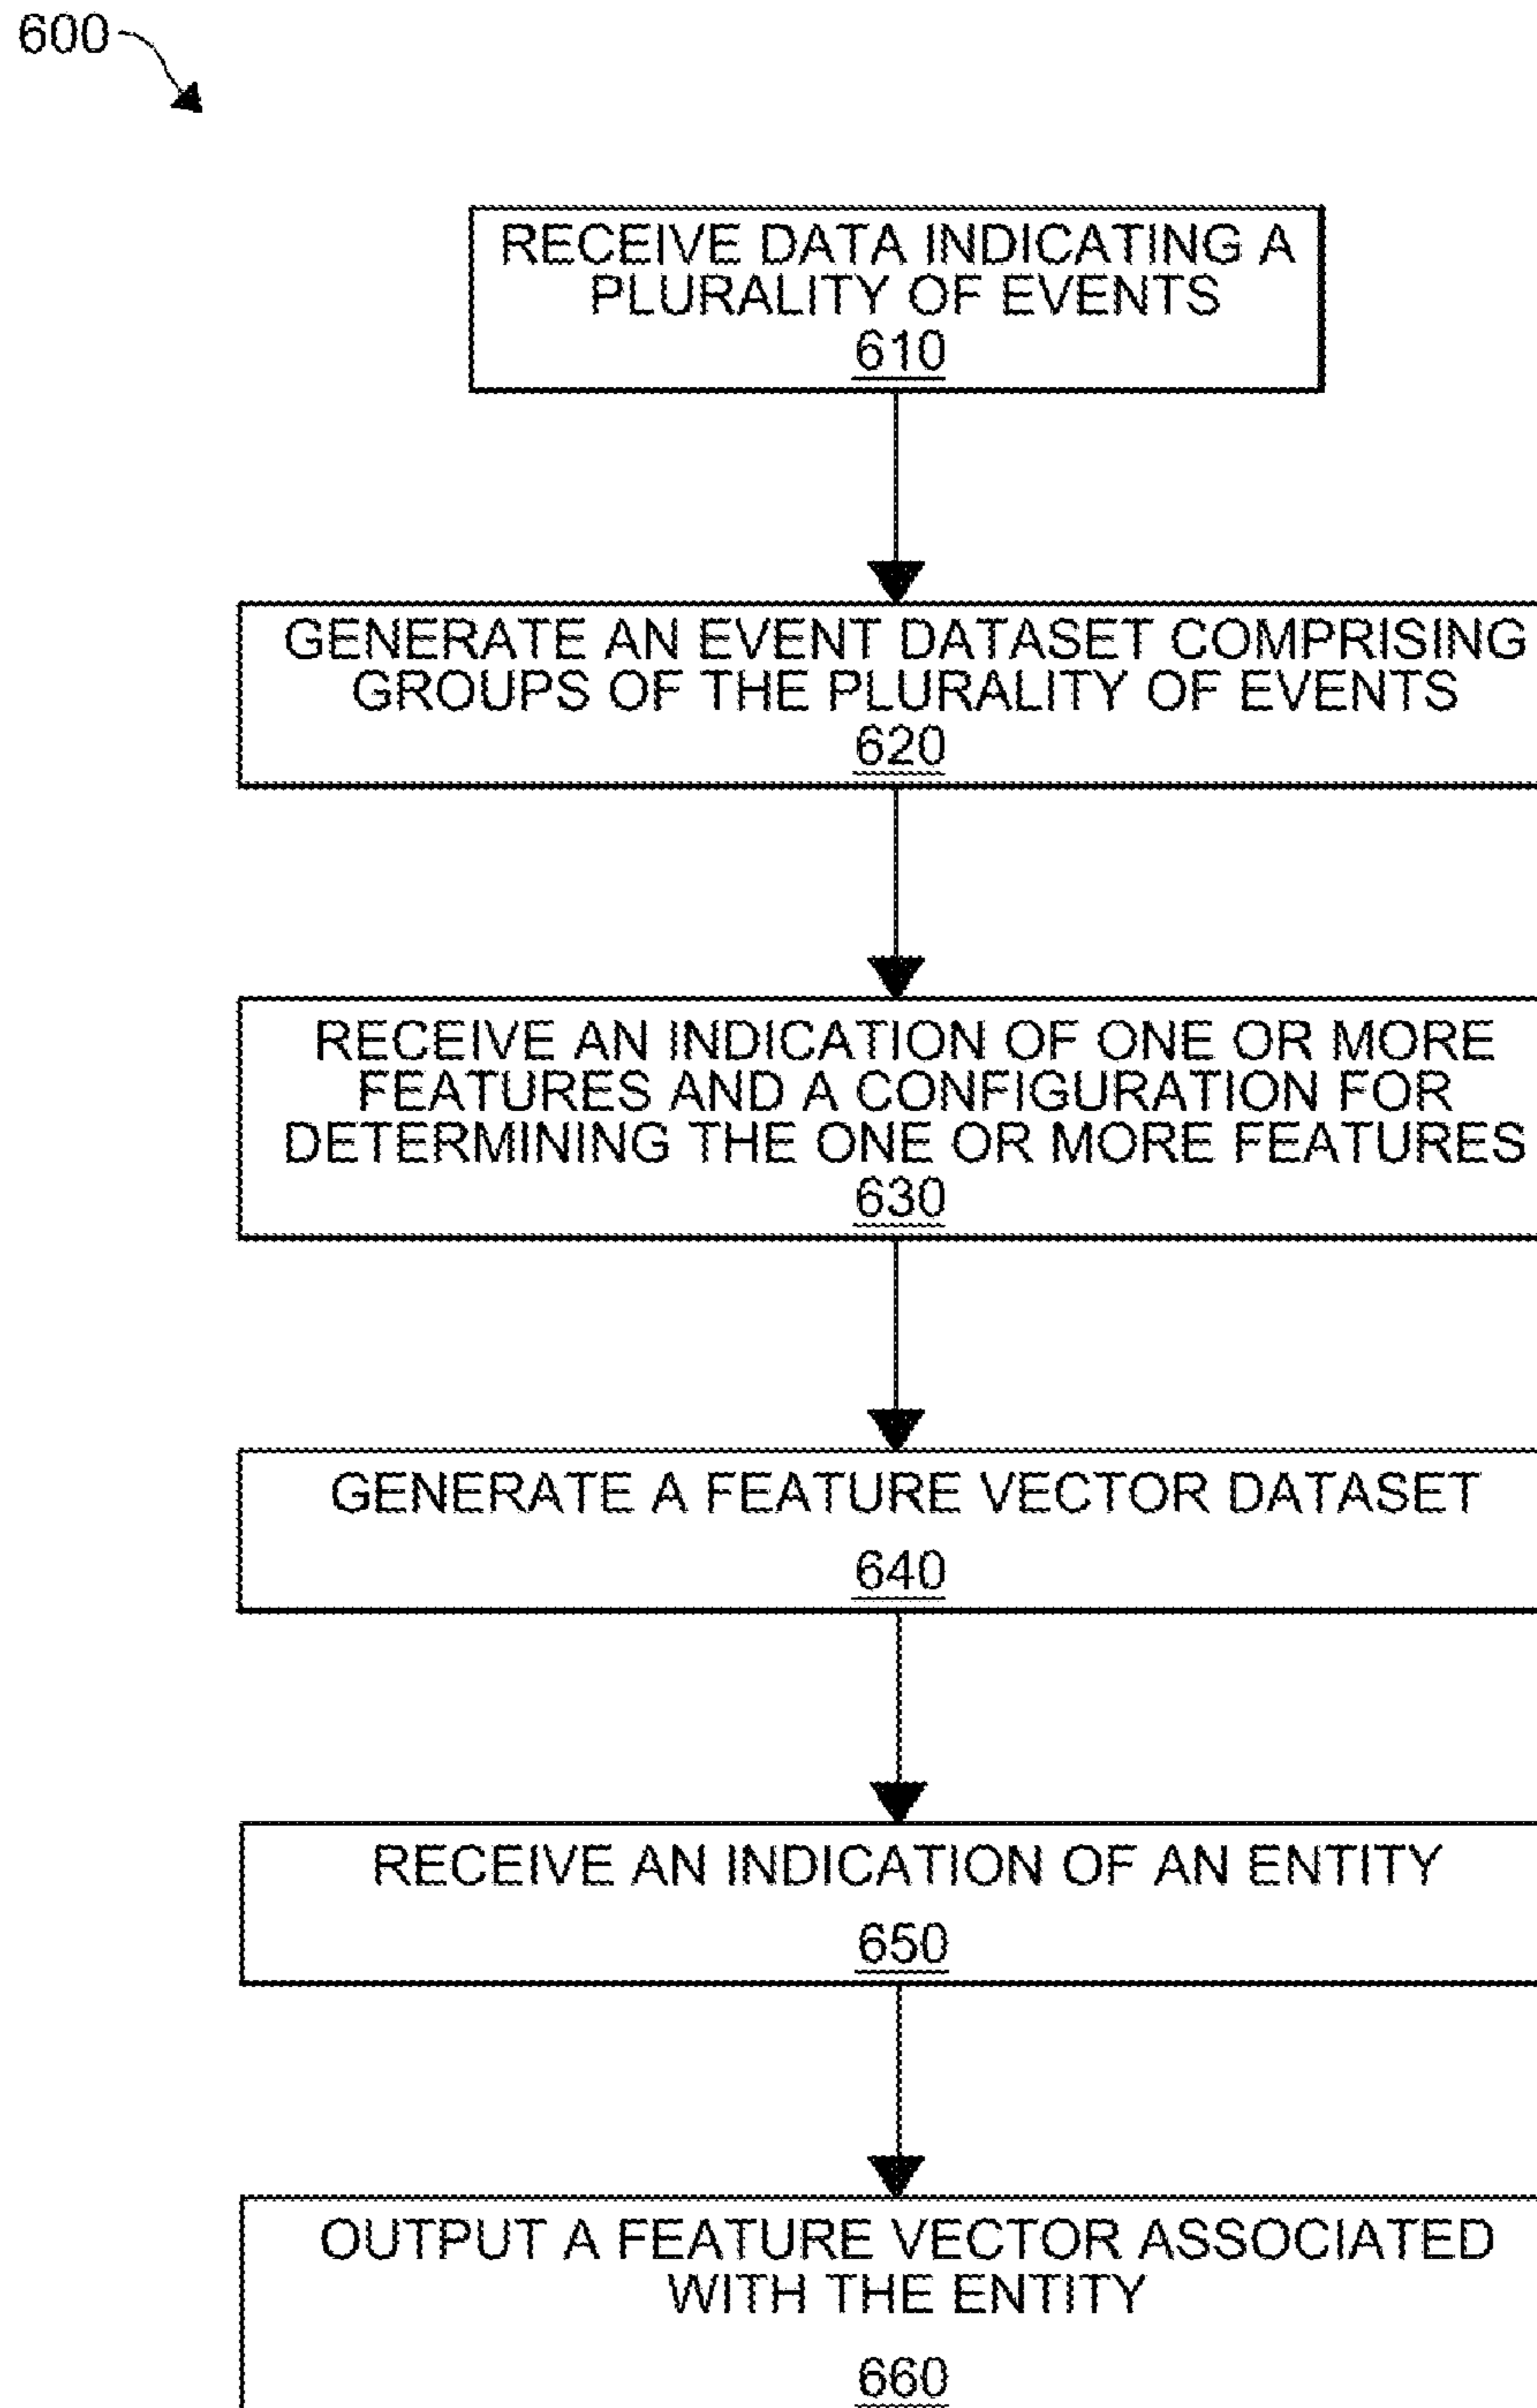 600
RECEIVE DATA INDICATING A
PLURALITY OF EVENTS
610
GENERATE AN EVENT DATASET COMPRISING
GROUPS OF THE PLURALITY OF EVENTS
620
RECEIVE AN INDICATION OF ONE OR MORE
FEATURES AND A CONFIGURATION FOR
DETERMINING THE ONE OR MORE FEATURES
630
GENERATE A FEATURE VECTOR DATASET
640
RECEIVE AN INDICATION OF AN ENTITY
650
OUTPUT A FEATURE VECTOR ASSOCIATED
WITH THE ENTITY
660